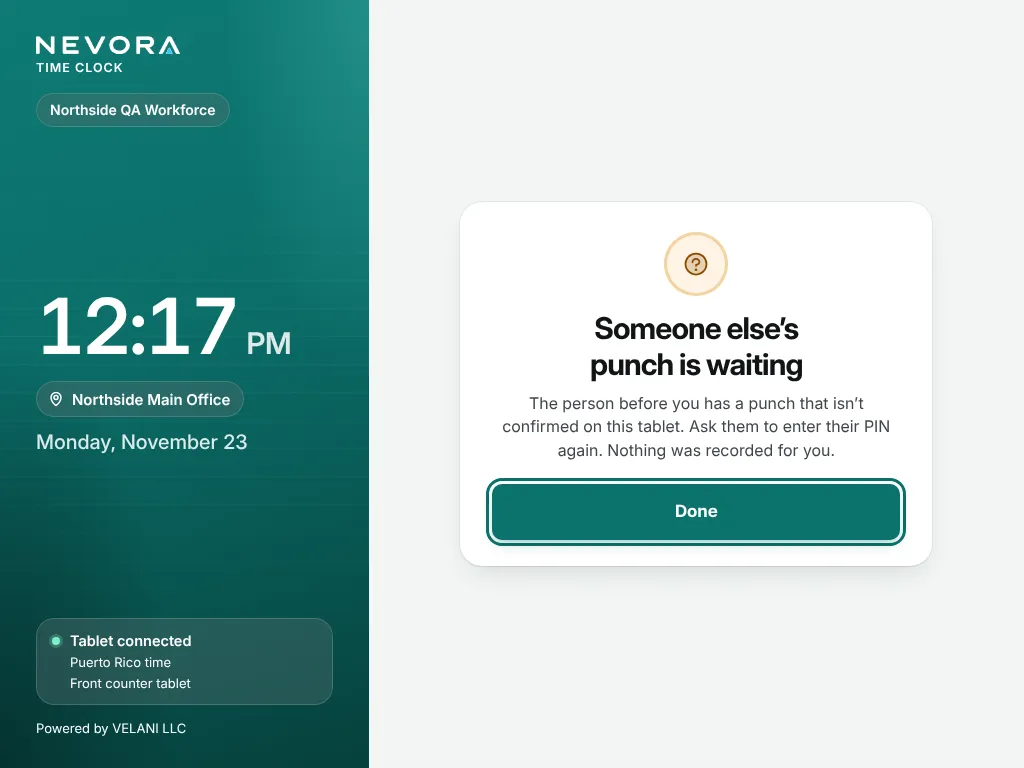 NEVORA
TIME CLOCK
Northside QA Workforce
12:17 PM
Northside Main Office
Monday, November 23
Tablet connected
Puerto Rico time
Front counter tablet
Powered by VELANI LLC
?
Someone else’s
punch is waiting
The person before you has a punch that isn’t
confirmed on this tablet. Ask them to enter their PIN
again. Nothing was recorded for you.
Done